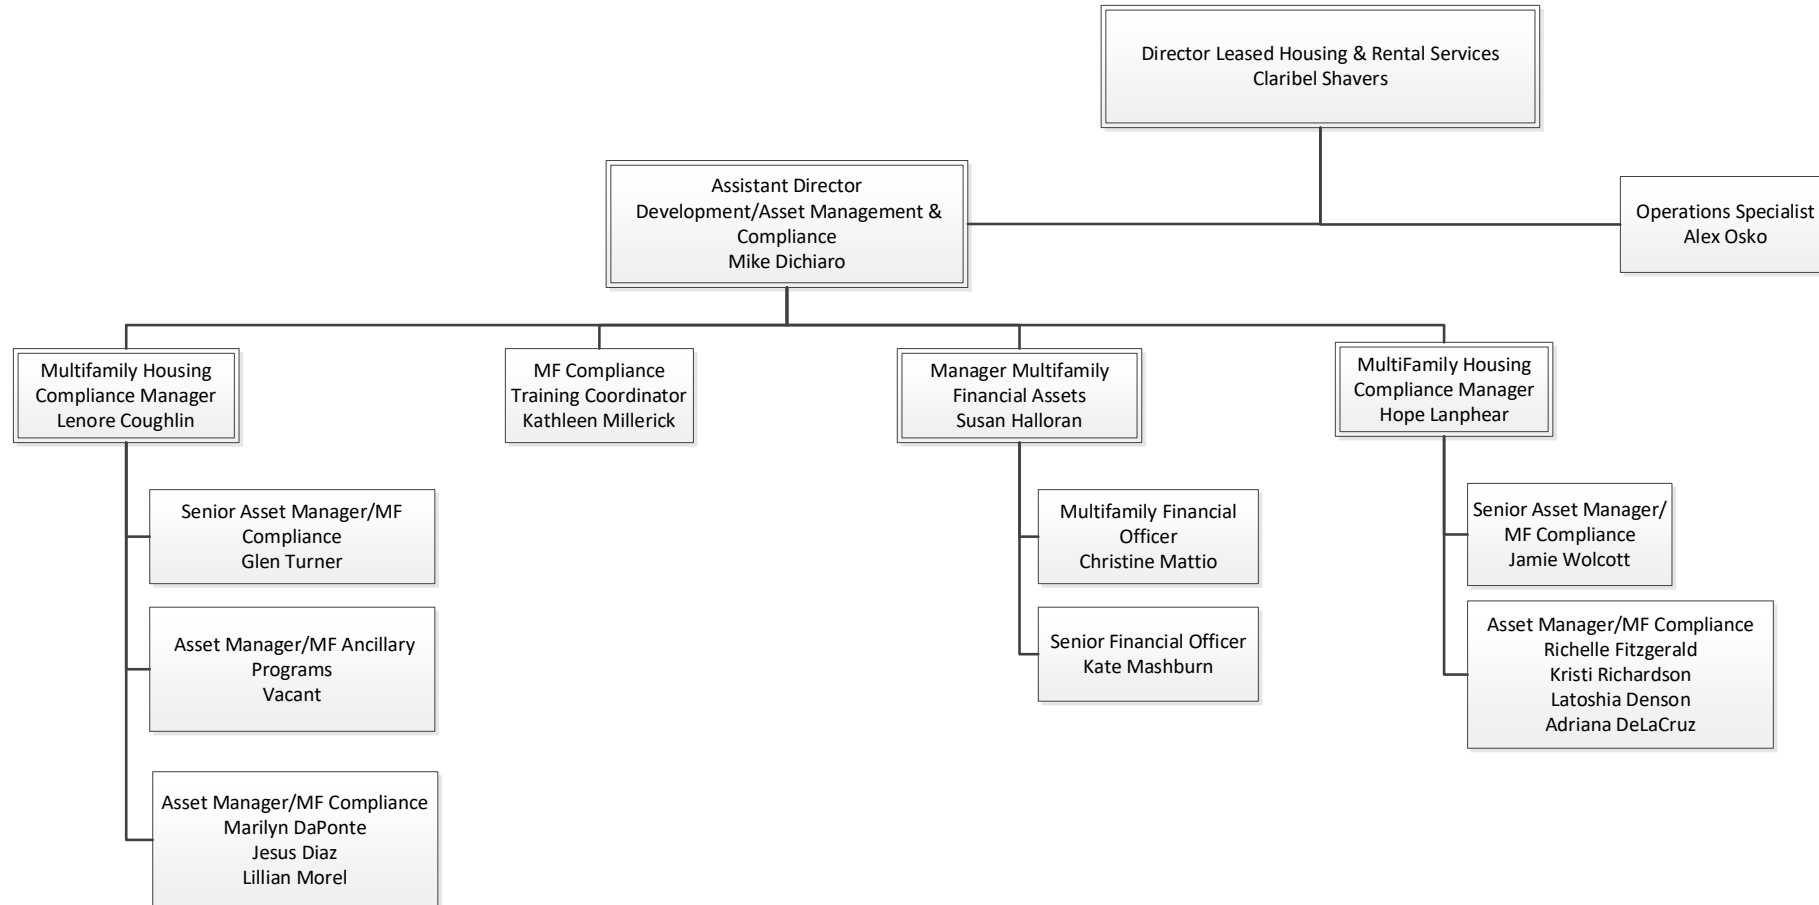 Director Leased Housing & Rental Services
Claribel Shavers
Assistant Director
Development/Asset Management &
Compliance
Mike Dichiaro
Operations Specialist
Alex Osko
Multifamily Housing
Compliance Manager
Lenore Coughlin
MF Compliance
Training Coordinator
Kathleen Millerick
Manager Multifamily
Financial Assets
Susan Halloran
MultiFamily Housing
Compliance Manager
Hope Lanphear
Senior Asset Manager/MF
Compliance
Glen Turner
Asset Manager/MF Ancillary
Programs
Vacant
Asset Manager/MF Compliance
Marilyn DaPonte
Jesus Diaz
Lillian Morel
Multifamily Financial
Officer
Christine Mattio
Senior Financial Officer
Kate Mashburn
Senior Asset Manager/
MF Compliance
Jamie Wolcott
Asset Manager/MF Compliance
Richelle Fitzgerald
Kristi Richardson
Latoshia Denson
Adriana DeLaCruz